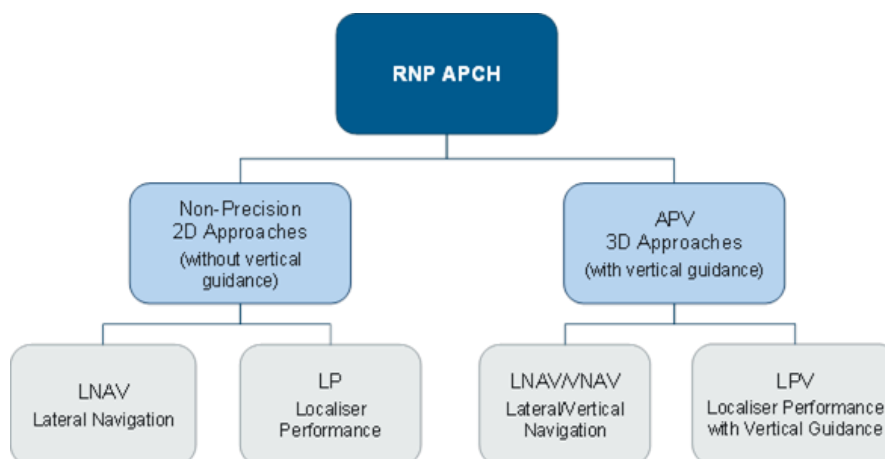 RNP APCH
Non-Precision
2D Approaches
(without vertical
guidance)
APV
3D Approaches
(with vertical guidance)
LNAV
Lateral Navigation
LP
Localiser
Performance
LNAV/VNAV
Lateral/Vertical
Navigation
LPV
Localiser Performance
with Vertical Guidance